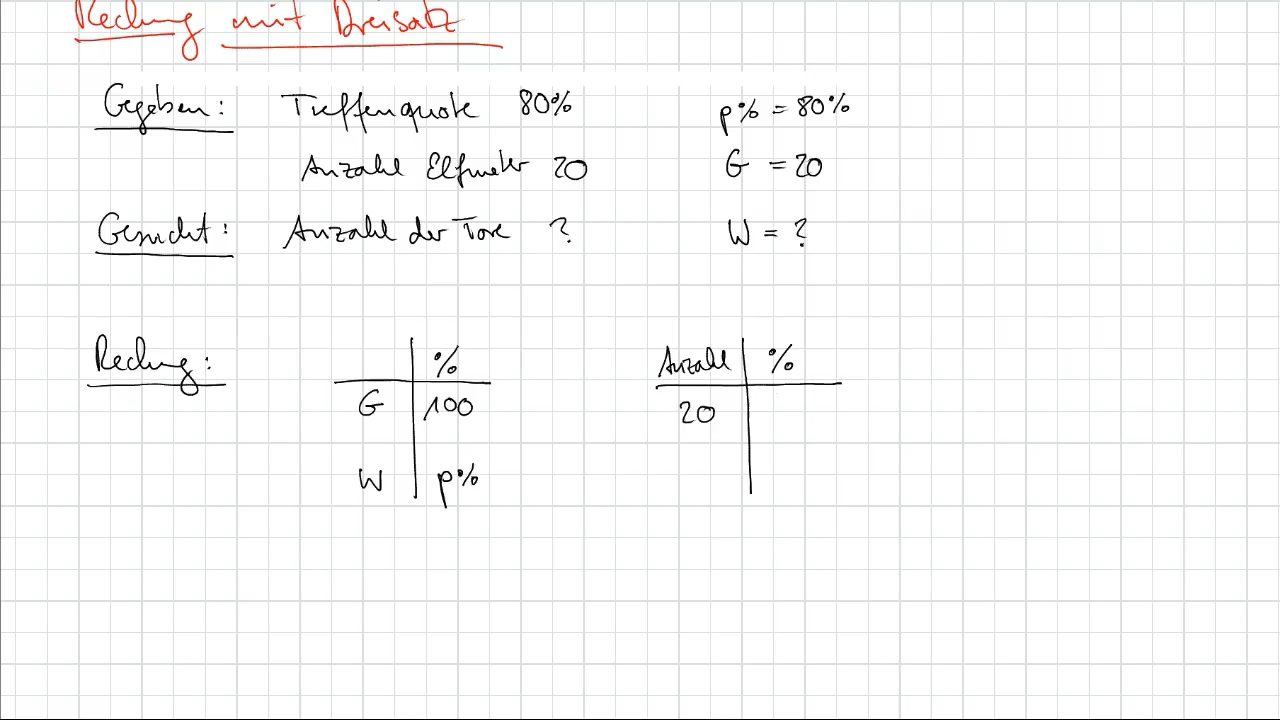 Rechnung mit Dreisatz
Gegeben: Trefferquote 80% p% = 80%
Anzahl Elfmeter 20 G = 20
Gesucht: Anzahl der Tore ? W = ?
Rechnung: % Anzahl %
G 100 20
W p%